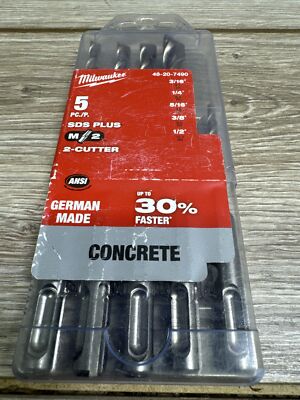 Milwaukee
48-20-7490
5
PC./P.
SDS PLUS
M/2
2-CUTTER
3/16"
1/4"
5/16"
3/8"
1/2"
ANSI
GERMAN
MADE
UP TO
30%
FASTER*
CONCRETE